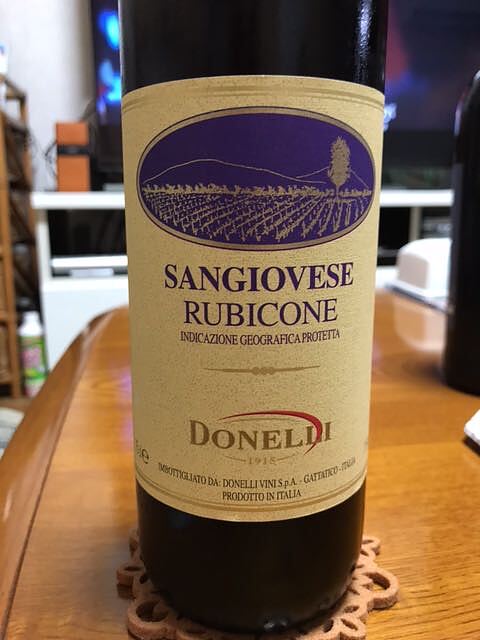 SANGIOVESE
RUBICONE
INDICAZIONE GEOGRAFICA PROTETTA
DONELLI
1915
IMBOTTIGLIATO DA: DONELLI VINI S.p.A. - GATTATICO - ITALIA
PRODOTTO IN ITALIA